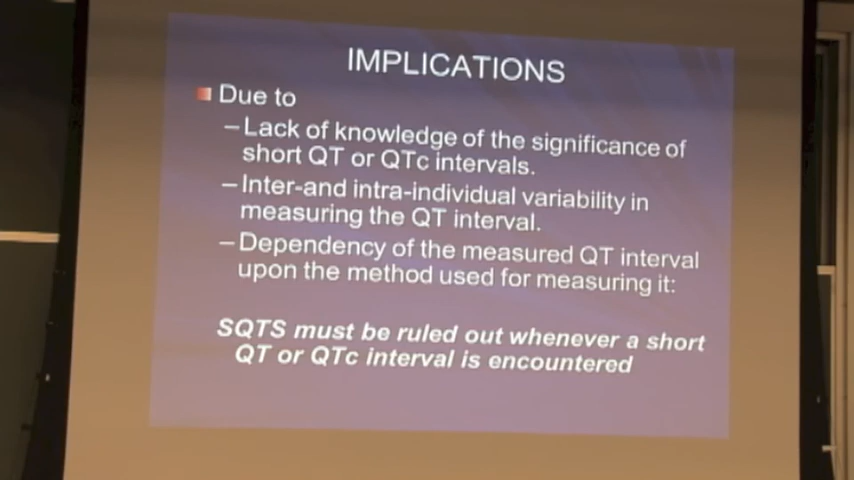 IMPLICATIONS
Due to
–Lack of knowledge of the significance of
short QT or QTc intervals.
–Inter-and intra-individual variability in
measuring the QT interval.
–Dependency of the measured QT interval
upon the method used for measuring it:
SQTS must be ruled out whenever a short
QT or QTc interval is encountered